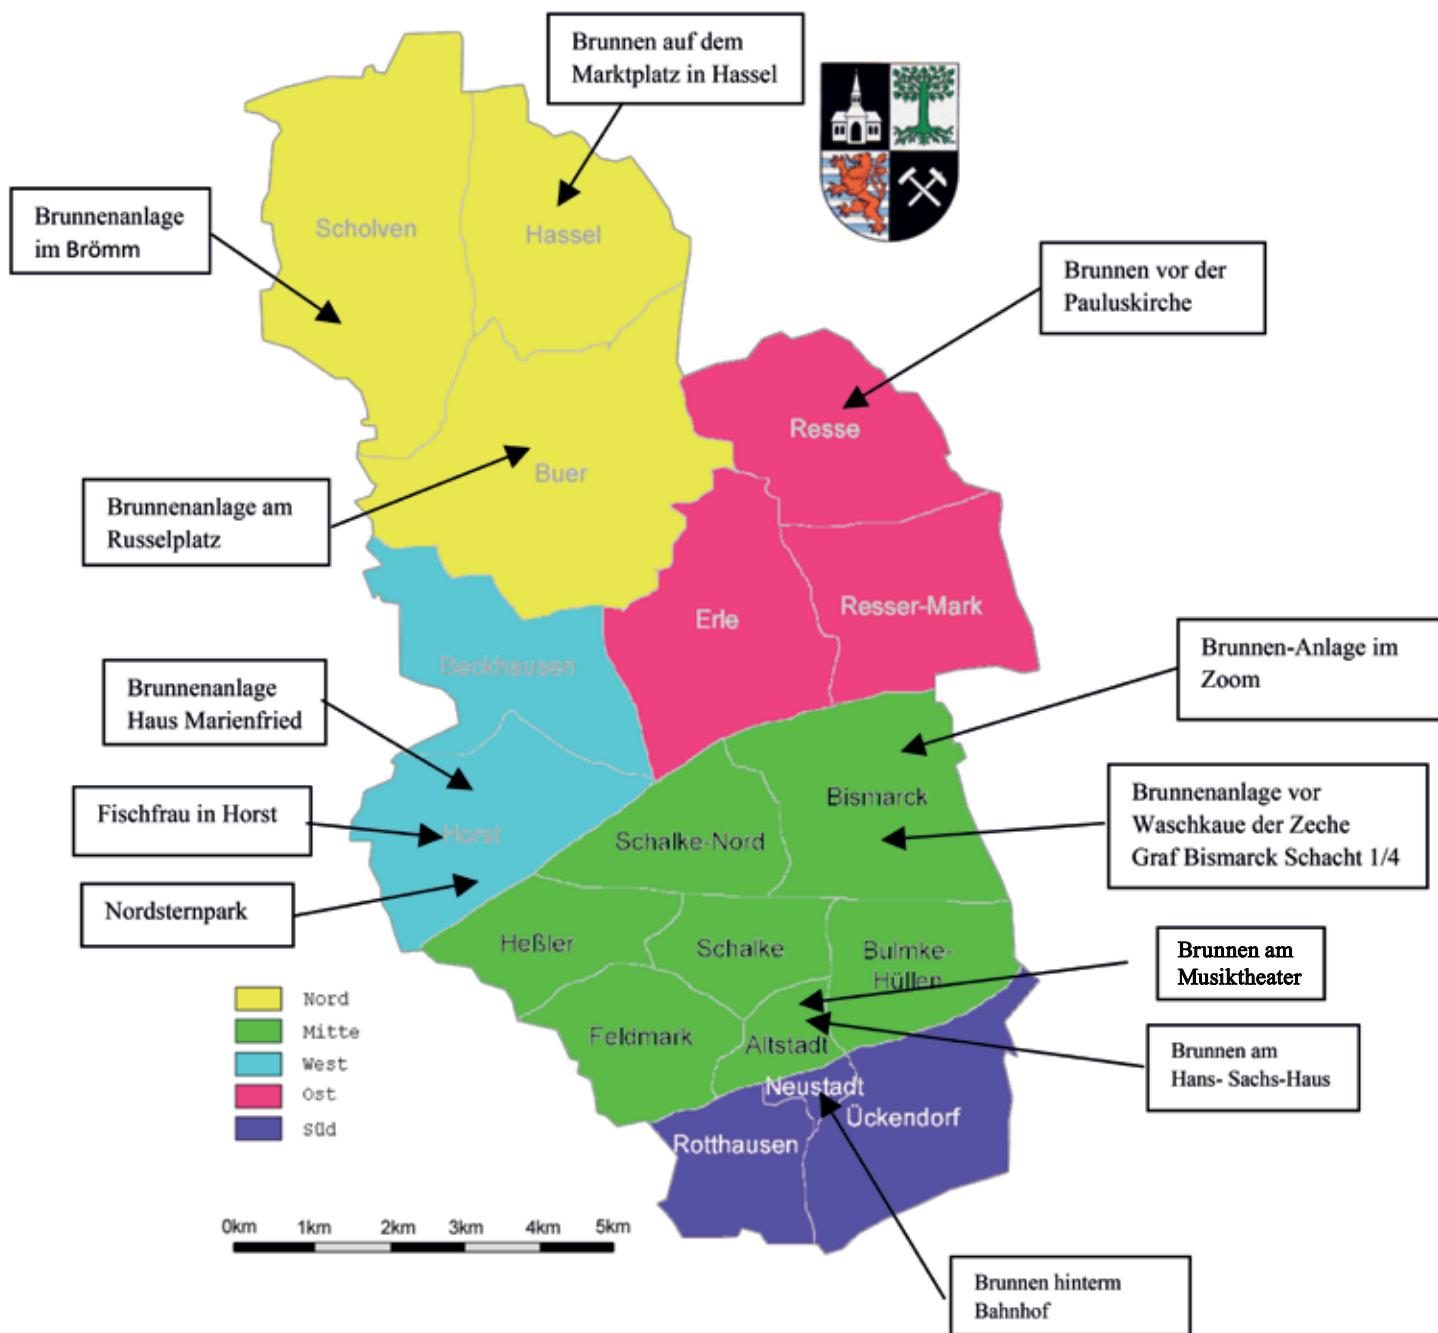 Brunnen auf dem
Marktplatz in Hassel
Brunnenanlage
im Brömm
Scholven
Hassel
Brunnen vor der
Pauluskirche
Resse
Buer
Brunnenanlage am
Russelplatz
Erle
Resser-Mark
Brunnen-Anlage im
Zoom
Beckhausen
Brunnenanlage
Haus Marienfried
Bismarck
Brunnenanlage vor
Waschkaue der Zeche
Graf Bismarck Schacht 1/4
Fischfrau in Horst
Horst
Schalke-Nord
Nordsternpark
Heßler
Schalke
Bulmke-
Hüllen
Brunnen am
Musiktheater
Nord
Mitte
West
Ost
süd
Feldmark
Altstadt
Brunnen am
Hans- Sachs-Haus
Neustadt
Ückendorf
Rotthausen
0km 1km 2km 3km 4km 5km
Brunnen hinterm
Bahnhof